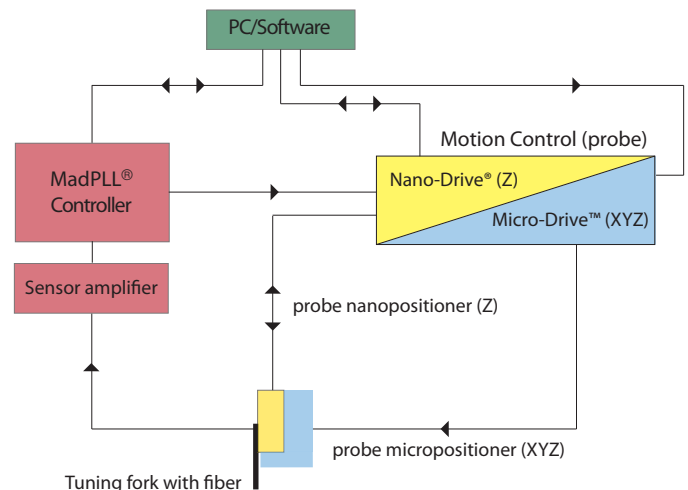 PC/Software
Motion Control (probe)
MadPLL®
Controller
Nano-Drive® (Z)
Micro-Drive™ (XYZ)
Sensor amplifier
probe nanopositioner (Z)
probe micropositioner (XYZ)
Tuning fork with fiber